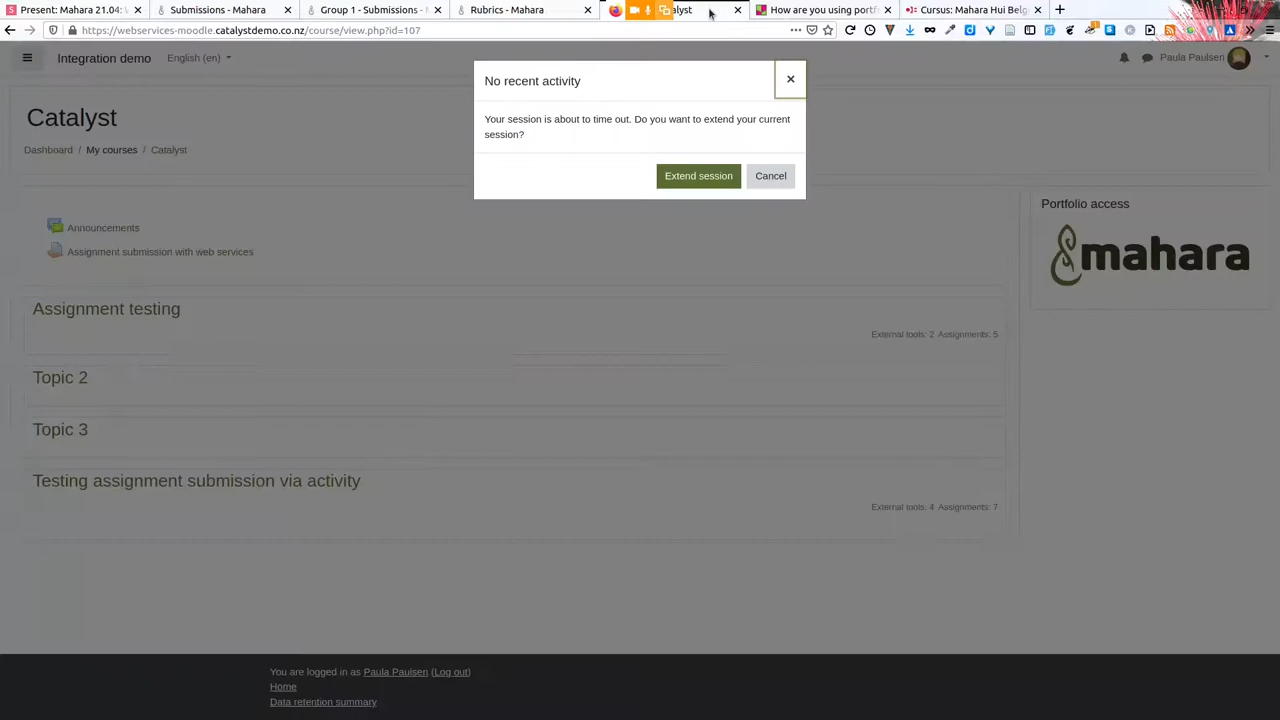 Present: Mahara 21.04:
Submissions - Mahara
Group 1 - Submissions -
Rubrics - Mahara
alyst
How are you using portf
Cursus: Mahara Hui Belg
https://webservices-moodle.catalystdemo.co.nz/course/view.php?id=107
Integration demo
English (en)
Paula Paulsen
No recent activity
Your session is about to time out. Do you want to extend your current
session?
Extend session
Cancel
Catalyst
Dashboard / My courses / Catalyst
Announcements
Assignment submission with web services
Portfolio access
mahara
Assignment testing
External tools: 2 Assignments: 5
Topic 2
Topic 3
Testing assignment submission via activity
External tools: 4 Assignments: 7
You are logged in as Paula Paulsen (Log out)
Home
Data retention summary